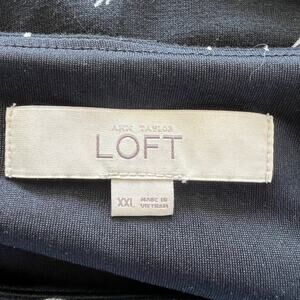 ANN TAYLOR
LOFT
XXL MADE IN
VIETNAM